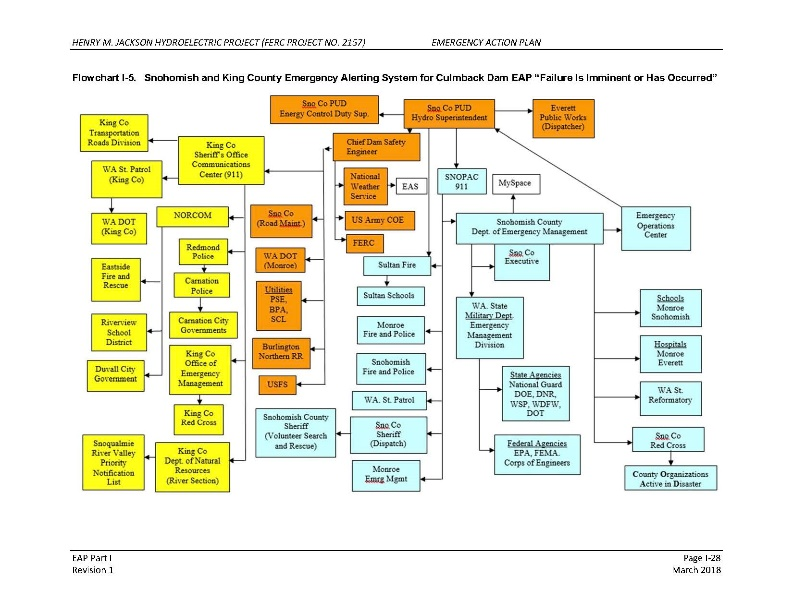 HENRY M. JACKSON HYDROELECTRIC PROJECT (FERC PROJECT NO. 2157) EMERGENCY ACTION PLAN
Flowchart I-5. Snohomish and King County Emergency Alerting System for Culmback Dam EAP “Failure Is Imminent or Has Occurred”
Sno Co PUD
Energy Control Duty Sup.
Sno Co PUD
Hydro Superintendent
Everett
Public Works
(Dispatcher)
King Co
Transportation
Roads Division
King Co
Sheriff's Office
Communications
Center (911)
Chief Dam Safety
Engineer
WA St. Patrol
(King Co)
National
Weather
Service
EAS
SNOPAC
911
MySpace
WA DOT
(King Co)
NORCOM
Sno Co
(Road Maint.)
US Army COE
FERC
Snohomish County
Dept. of Emergency Management
Emergency
Operations
Center
Redmond
Police
WA DOT
(Monroe)
Sultan Fire
Sno Co
Executive
Eastside
Fire and
Rescue
Carnation
Police
Utilities
PSE,
BPA,
SCL
Sultan Schools
WA. State
Military Dept.
Emergency
Management
Division
Schools
Monroe
Snohomish
Riverview
School
District
Carnation City
Governments
Monroe
Fire and Police
Hospitals
Monroe
Everett
Duvall City
Government
King Co
Office of
Emergency
Management
Burlington
Northern RR
USFS
Snohomish
Fire and Police
State Agencies
National Guard
DOE, DNR,
WSP, WDFW,
DOT
WA St.
Reformatory
King Co
Red Cross
Snohomish County
Sheriff
(Volunteer Search
and Rescue)
WA. St. Patrol
Sno Co
Sheriff
(Dispatch)
Federal Agencies
EPA, FEMA.
Corps of Engineers
Sno Co
Red Cross
Snoqualmie
River Valley
Priority
Notification
List
King Co
Dept. of Natural
Resources
(River Section)
Monroe
Emrg Mgmt
County Organizations
Active in Disaster
EAP Part I Page I-28
Revision 1 March 2018